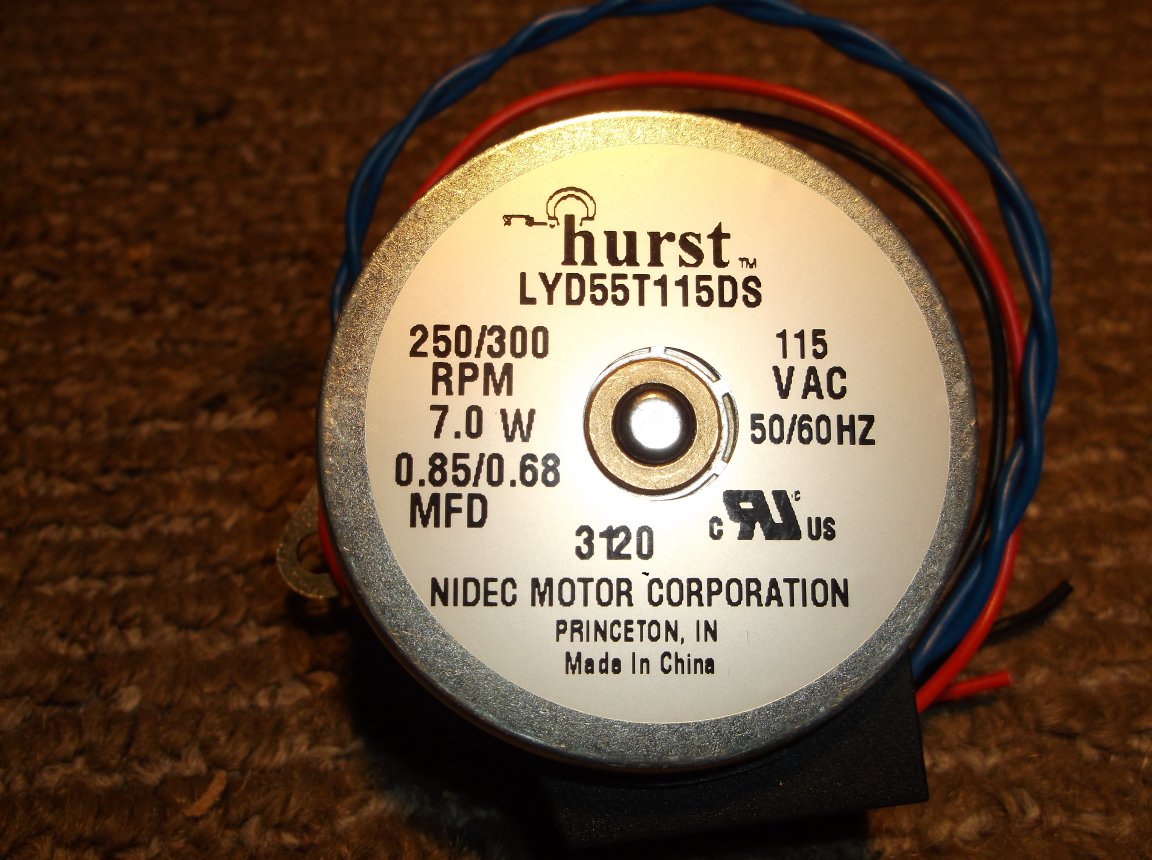 hurst™
LYD55T115DS
250/300
RPM
7.0 W
0.85/0.68
MFD
115
VAC
50/60HZ
c RU US
3120
NIDEC MOTOR CORPORATION
PRINCETON, IN
Made In China